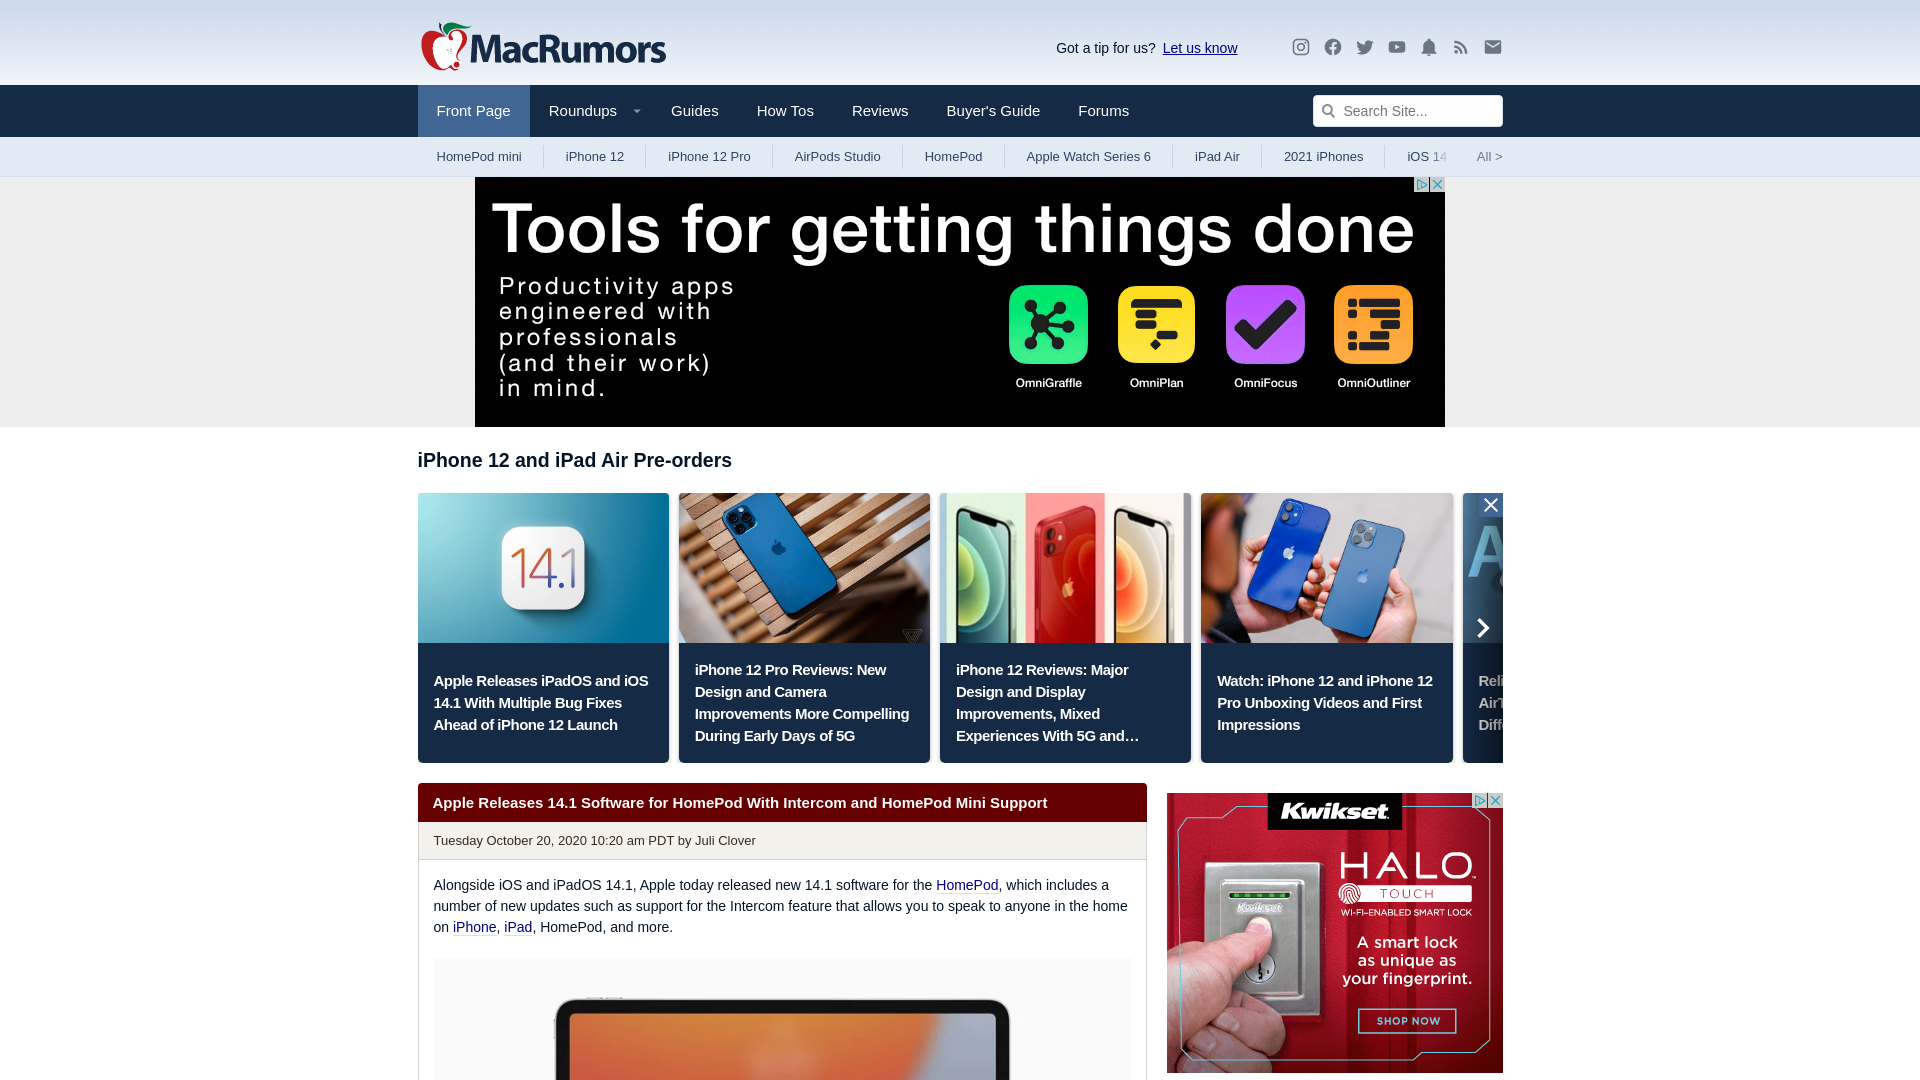 MacRumors
Got a tip for us? Let us know
Front Page
Roundups
Guides
How Tos
Reviews
Buyer's Guide
Forums
Search Site...
HomePod mini
iPhone 12
iPhone 12 Pro
AirPods Studio
HomePod
Apple Watch Series 6
iPad Air
2021 iPhones
iOS 14
All >
Tools for getting things done
Productivity apps
engineered with
professionals
(and their work)
in mind.
OmniGraffle
OmniPlan
OmniFocus
OmniOutliner
iPhone 12 and iPad Air Pre-orders
14.1
Apple Releases iPadOS and iOS
14.1 With Multiple Bug Fixes
Ahead of iPhone 12 Launch
iPhone 12 Pro Reviews: New
Design and Camera
Improvements More Compelling
During Early Days of 5G
iPhone 12 Reviews: Major
Design and Display
Improvements, Mixed
Experiences With 5G and…
Watch: iPhone 12 and iPhone 12
Pro Unboxing Videos and First
Impressions
A
Reli
AirT
Diff
Apple Releases 14.1 Software for HomePod With Intercom and HomePod Mini Support
Tuesday October 20, 2020 10:20 am PDT by Juli Clover
Alongside iOS and iPadOS 14.1, Apple today released new 14.1 software for the HomePod, which includes a
number of new updates such as support for the Intercom feature that allows you to speak to anyone in the home
on iPhone, iPad, HomePod, and more.
Kwikset
HALO
TOUCH
WI-FI-ENABLED SMART LOCK
Kwikset
A smart lock
as unique as
your fingerprint.
SHOP NOW